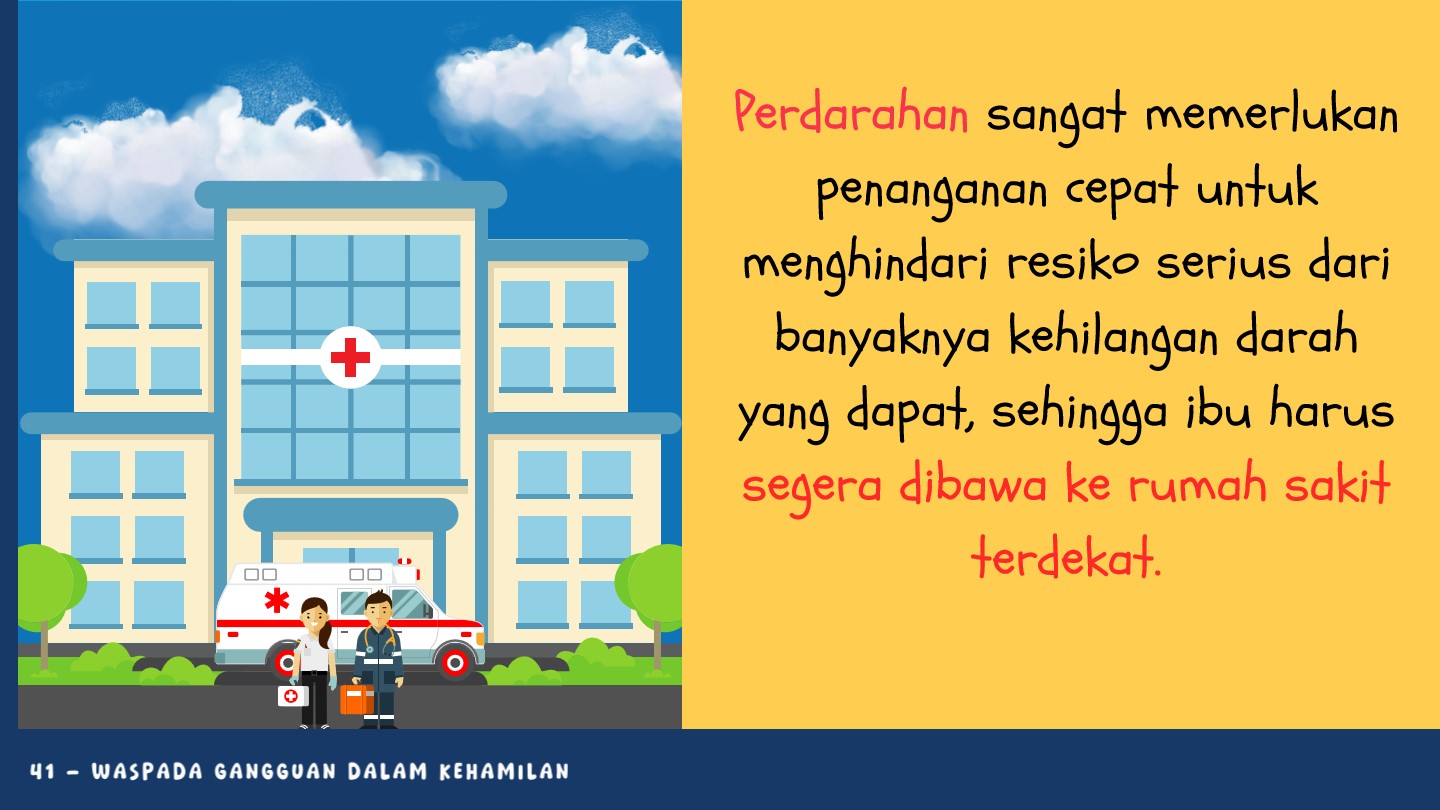 Perdarahan sangat memerlukan
penanganan cepat untuk
menghindari resiko serius dari
banyaknya kehilangan darah
yang dapat, sehingga ibu harus
segera dibawa ke rumah sakit
terdekat.
41 - WASPADA GANGGUAN DALAM KEHAMILAN